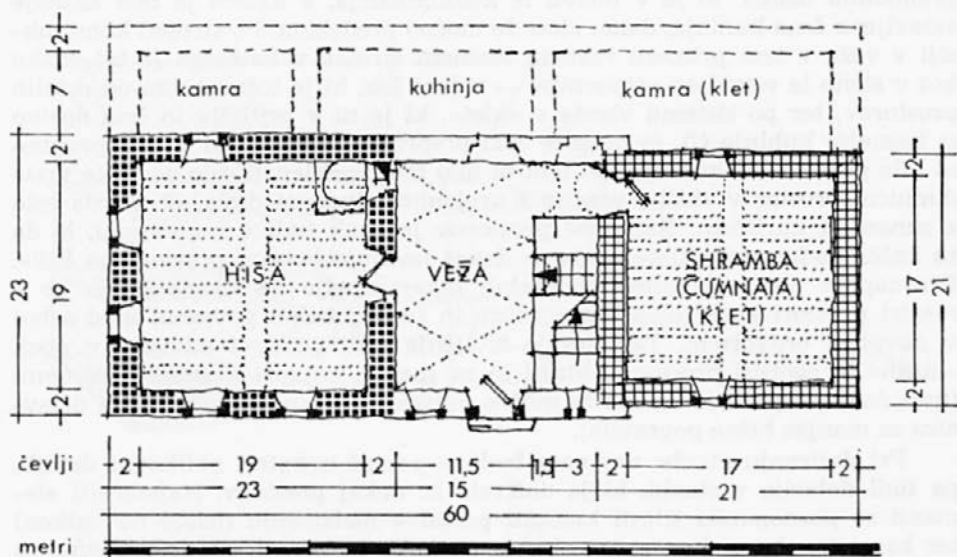 2
2
kamra kuhinja kamra (klet)
23 2 19 2
HIŠA VEŽA SHRAMBA
(ČUMNATA)
(KLET)
2 17 2 21
čevlji 2 19 2 11,5 1,5 3 2 17 2
23 15 21
60
metri